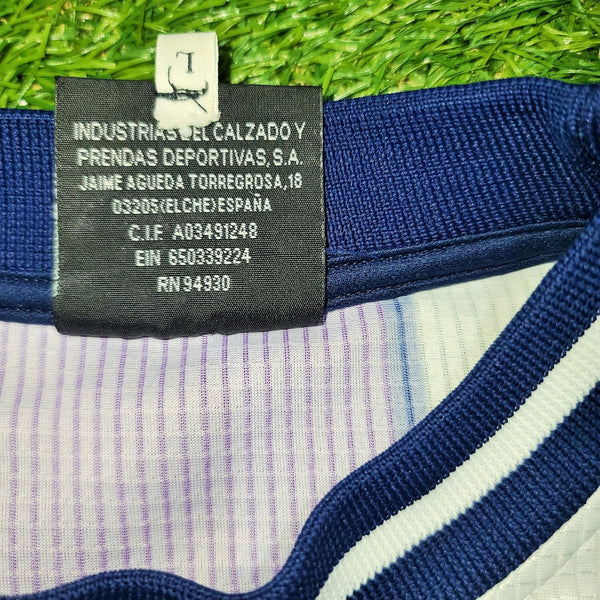 L
INDUSTRIAS DEL CALZADO Y
PRENDAS DEPORTIVAS, S.A.
JAIME AGUEDA TORREGROSA, 18
03205 (ELCHE) ESPAÑA
C.I.F. A03491248
EIN 650339224
RN 94930